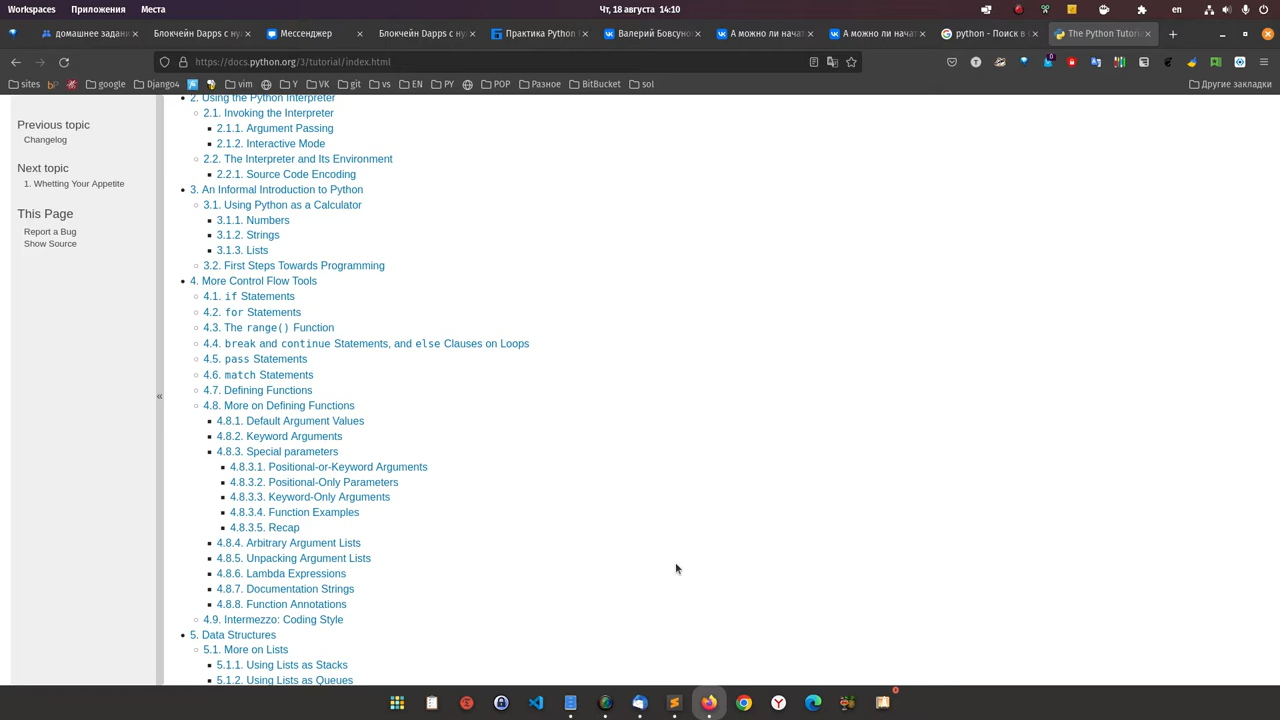 Workspaces Приложения Места Чт, 18 августа 14:10 en
домашнее задани Блокчейн Dapps с ну Мессенджер Блокчейн Dapps с ну Практика Python Валерий Бовсунов А можно ли начат А можно ли начат python - Поиск в The Python Tutoria
https://docs.python.org/3/tutorial/index.html
sites google Django4 vim Y VK git vs EN PY POP Разное BitBucket sol Другие закладки
Previous topic
Changelog
Next topic
1. Whetting Your Appetite
This Page
Report a Bug
Show Source
«
2. Using the Python Interpreter
2.1. Invoking the Interpreter
2.1.1. Argument Passing
2.1.2. Interactive Mode
2.2. The Interpreter and Its Environment
2.2.1. Source Code Encoding
3. An Informal Introduction to Python
3.1. Using Python as a Calculator
3.1.1. Numbers
3.1.2. Strings
3.1.3. Lists
3.2. First Steps Towards Programming
4. More Control Flow Tools
4.1. if Statements
4.2. for Statements
4.3. The range() Function
4.4. break and continue Statements, and else Clauses on Loops
4.5. pass Statements
4.6. match Statements
4.7. Defining Functions
4.8. More on Defining Functions
4.8.1. Default Argument Values
4.8.2. Keyword Arguments
4.8.3. Special parameters
4.8.3.1. Positional-or-Keyword Arguments
4.8.3.2. Positional-Only Parameters
4.8.3.3. Keyword-Only Arguments
4.8.3.4. Function Examples
4.8.3.5. Recap
4.8.4. Arbitrary Argument Lists
4.8.5. Unpacking Argument Lists
4.8.6. Lambda Expressions
4.8.7. Documentation Strings
4.8.8. Function Annotations
4.9. Intermezzo: Coding Style
5. Data Structures
5.1. More on Lists
5.1.1. Using Lists as Stacks
5.1.2. Using Lists as Queues